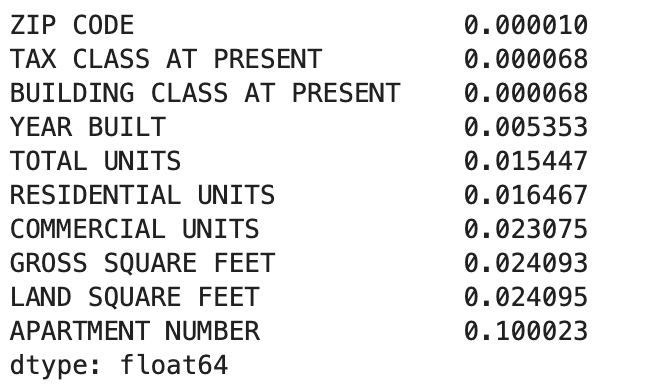 ZIP CODE 0.000010
TAX CLASS AT PRESENT 0.000068
BUILDING CLASS AT PRESENT 0.000068
YEAR BUILT 0.005353
TOTAL UNITS 0.015447
RESIDENTIAL UNITS 0.016467
COMMERCIAL UNITS 0.023075
GROSS SQUARE FEET 0.024093
LAND SQUARE FEET 0.024095
APARTMENT NUMBER 0.100023
dtype: float64